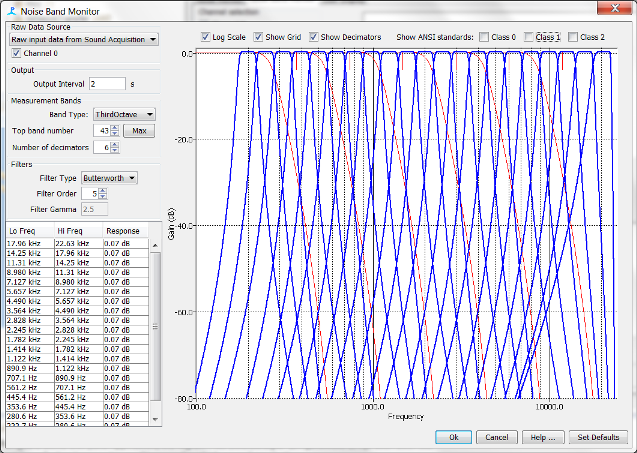 Noise Band Monitor
Raw Data Source
Raw input data from Sound Acquisition
Channel 0
Output
Output Interval 2 s
Measurement Bands
Band Type: ThirdOctave
Top band number 43 Max
Number of decimators 6
Filters
Filter Type Butterworth
Filter Order 5
Filter Gamma 2.5
Lo Freq Hi Freq Response
17.96 kHz 22.63 kHz 0.07 dB
14.25 kHz 17.96 kHz 0.07 dB
11.31 kHz 14.25 kHz 0.07 dB
8.980 kHz 11.31 kHz 0.07 dB
7.127 kHz 8.980 kHz 0.07 dB
5.657 kHz 7.127 kHz 0.07 dB
4.490 kHz 5.657 kHz 0.07 dB
3.564 kHz 4.490 kHz 0.07 dB
2.828 kHz 3.564 kHz 0.07 dB
2.245 kHz 2.828 kHz 0.07 dB
1.782 kHz 2.245 kHz 0.07 dB
1.414 kHz 1.782 kHz 0.07 dB
1.122 kHz 1.414 kHz 0.07 dB
890.9 Hz 1.122 kHz 0.07 dB
707.1 Hz 890.9 Hz 0.07 dB
561.2 Hz 707.1 Hz 0.07 dB
445.4 Hz 561.2 Hz 0.07 dB
353.6 Hz 445.4 Hz 0.07 dB
280.6 Hz 353.6 Hz 0.07 dB
Log Scale Show Grid Show Decimators Show ANSI standards: Class 0 Class 1 Class 2
0.0
-20.0
-40.0
-60.0
-80.0
Gain (dB)
100.0 1000.0 10000.0
Frequency
Ok Cancel Help ... Set Defaults